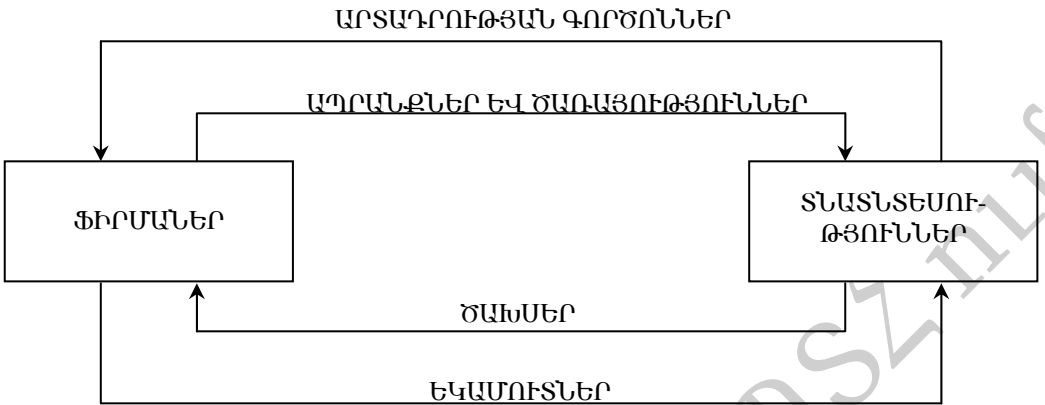 ԱՐՏԱԴՐՈՒԹՅԱՆ ԳՈՐԾՈՆՆԵՐ
ԱՊՐԱՆՔՆԵՐ ԵՎ ԾԱՌԱՅՈՒԹՅՈՒՆՆԵՐ
ՖԻՐՄԱՆԵՐ
ՏՆԱՏՆՏԵՍՈՒ-
ԹՅՈՒՆՆԵՐ
ԾԱԽՍԵՐ
ԵԿԱՄՈՒՏՆԵՐ